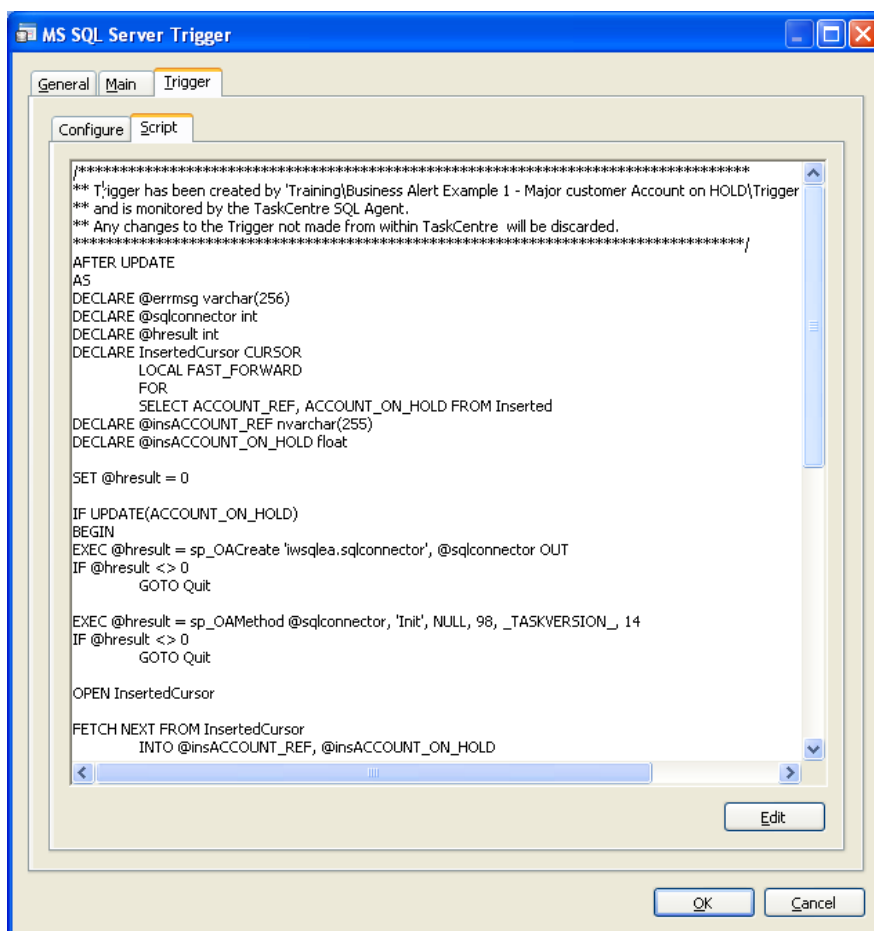 MS SQL Server Trigger
General Main Trigger
Configure Script
/*********************************************************************************
** Trigger has been created by 'Training\Business Alert Example 1 - Major customer Account on HOLD\Trigger
** and is monitored by the TaskCentre SQL Agent.
** Any changes to the Trigger not made from within TaskCentre  will be discarded.
*********************************************************************************/
AFTER UPDATE
AS
DECLARE @errmsg varchar(256)
DECLARE @sqlconnector int
DECLARE @hresult int
DECLARE InsertedCursor CURSOR
LOCAL FAST_FORWARD
FOR
SELECT ACCOUNT_REF, ACCOUNT_ON_HOLD FROM Inserted
DECLARE @insACCOUNT_REF nvarchar(255)
DECLARE @insACCOUNT_ON_HOLD float
SET @hresult = 0
IF UPDATE(ACCOUNT_ON_HOLD)
BEGIN
EXEC @hresult = sp_OACreate 'iwsqlea.sqlconnector', @sqlconnector OUT
IF @hresult <> 0
GOTO Quit
EXEC @hresult = sp_OAMethod @sqlconnector, 'Init', NULL, 98, _TASKVERSION_, 14
IF @hresult <> 0
GOTO Quit
OPEN InsertedCursor
FETCH NEXT FROM InsertedCursor
INTO @insACCOUNT_REF, @insACCOUNT_ON_HOLD
Edit
OK Cancel